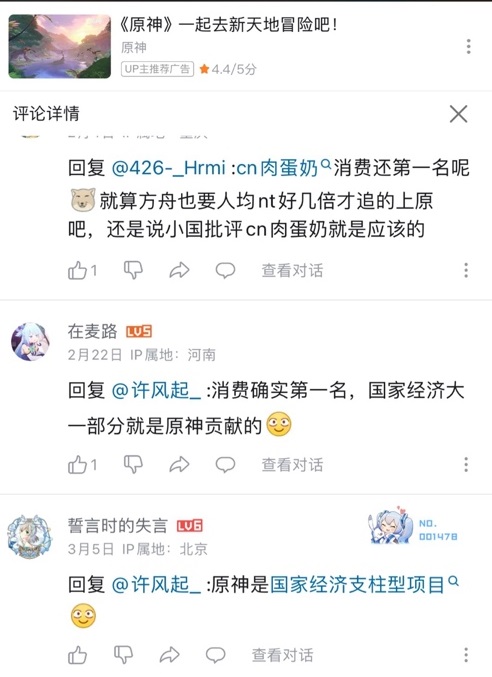 《原神》一起去新天地冒险吧！
原神
UP主推荐广告 4.4/5分
评论详情
回复 @426-_Hrmi :cn肉蛋奶消费还第一名呢
就算方舟也要人均nt好几倍才追的上原
吧，还是说小国批评cn肉蛋奶就是应该的
1 查看对话
在麦路 LV5
2月22日 IP属地：河南
回复 @许风起_ :消费确实第一名，国家经济大
一部分就是原神贡献的
1 查看对话
誓言时的失言 LV6
NO.
001478
3月5日 IP属地：北京
回复 @许风起_ :原神是国家经济支柱型项目
查看对话